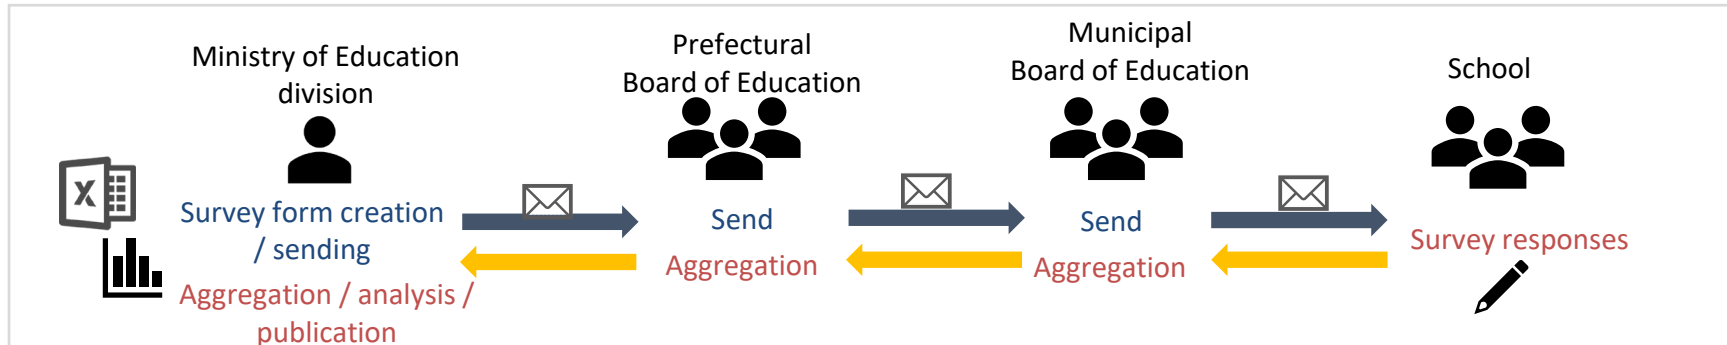 Ministry of Education
division
Prefectural
Board of Education
Municipal
Board of Education
School
X
Survey form creation
/ sending
Aggregation / analysis /
publication
Send
Aggregation
Send
Aggregation
Survey responses